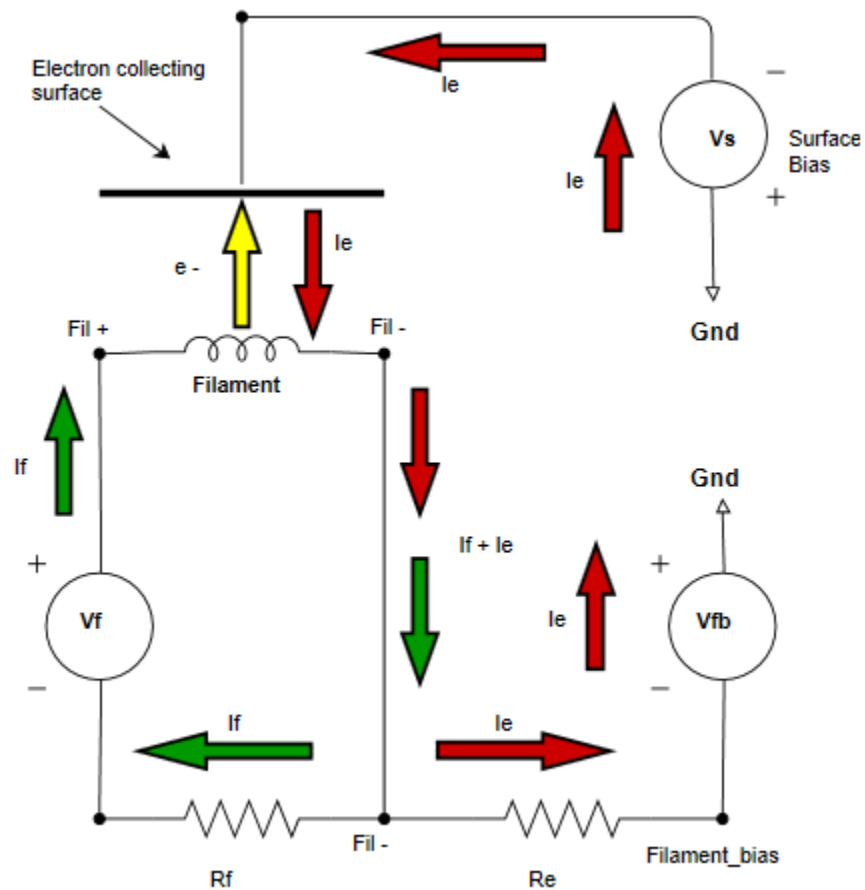 Electron collecting
surface
Ie
Vs
Surface
Bias
−
+
Ie
Gnd
e -
Ie
Fil +
Fil -
Filament
If
Gnd
If + Ie
+
Vf
−
Ie
+
Vfb
−
If
Ie
Fil -
Rf
Re
Filament_bias